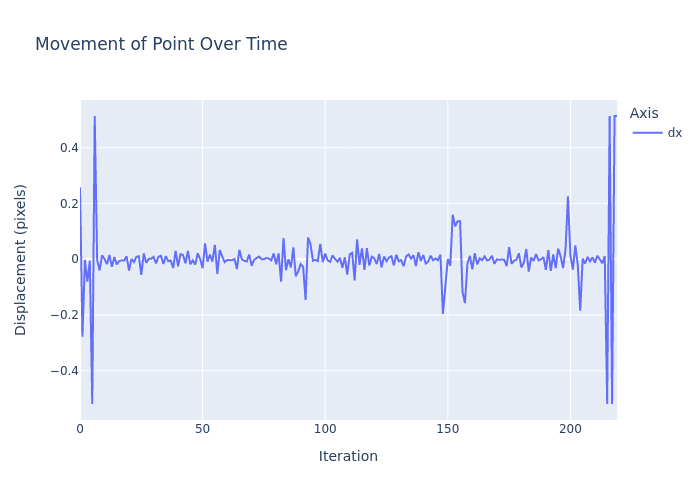 Movement of Point Over Time
Axis
dx
Displacement (pixels)
0.4
0.2
0
−0.2
−0.4
0 50 100 150 200
Iteration